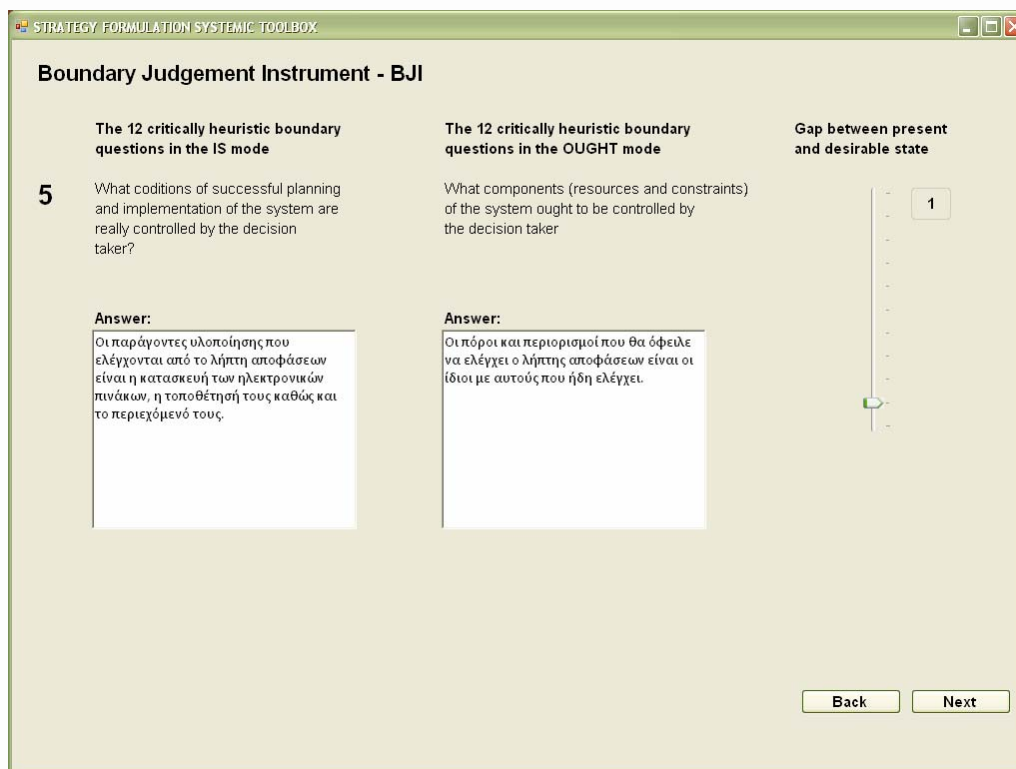 STRATEGY FORMULATION SYSTEMIC TOOLBOX
Boundary Judgement Instrument - BJI
The 12 critically heuristic boundary
questions in the IS mode
The 12 critically heuristic boundary
questions in the OUGHT mode
Gap between present
and desirable state
5
What coditions of successful planning
and implementation of the system are
really controlled by the decision
taker?
What components (resources and constraints)
of the system ought to be controlled by
the decision taker
1
Answer:
Οι παράγοντες υλοποίησης που
ελέγχονται από το λήπτη αποφάσεων
είναι η κατασκευή των ηλεκτρονικών
πινάκων, η τοποθέτησή τους καθώς και
το περιεχόμενό τους.
Answer:
Οι πόροι και περιορισμοί που θα όφειλε
να ελέγχει ο λήπτης αποφάσεων είναι οι
ίδιοι με αυτούς που ήδη ελέγχει.
Back
Next